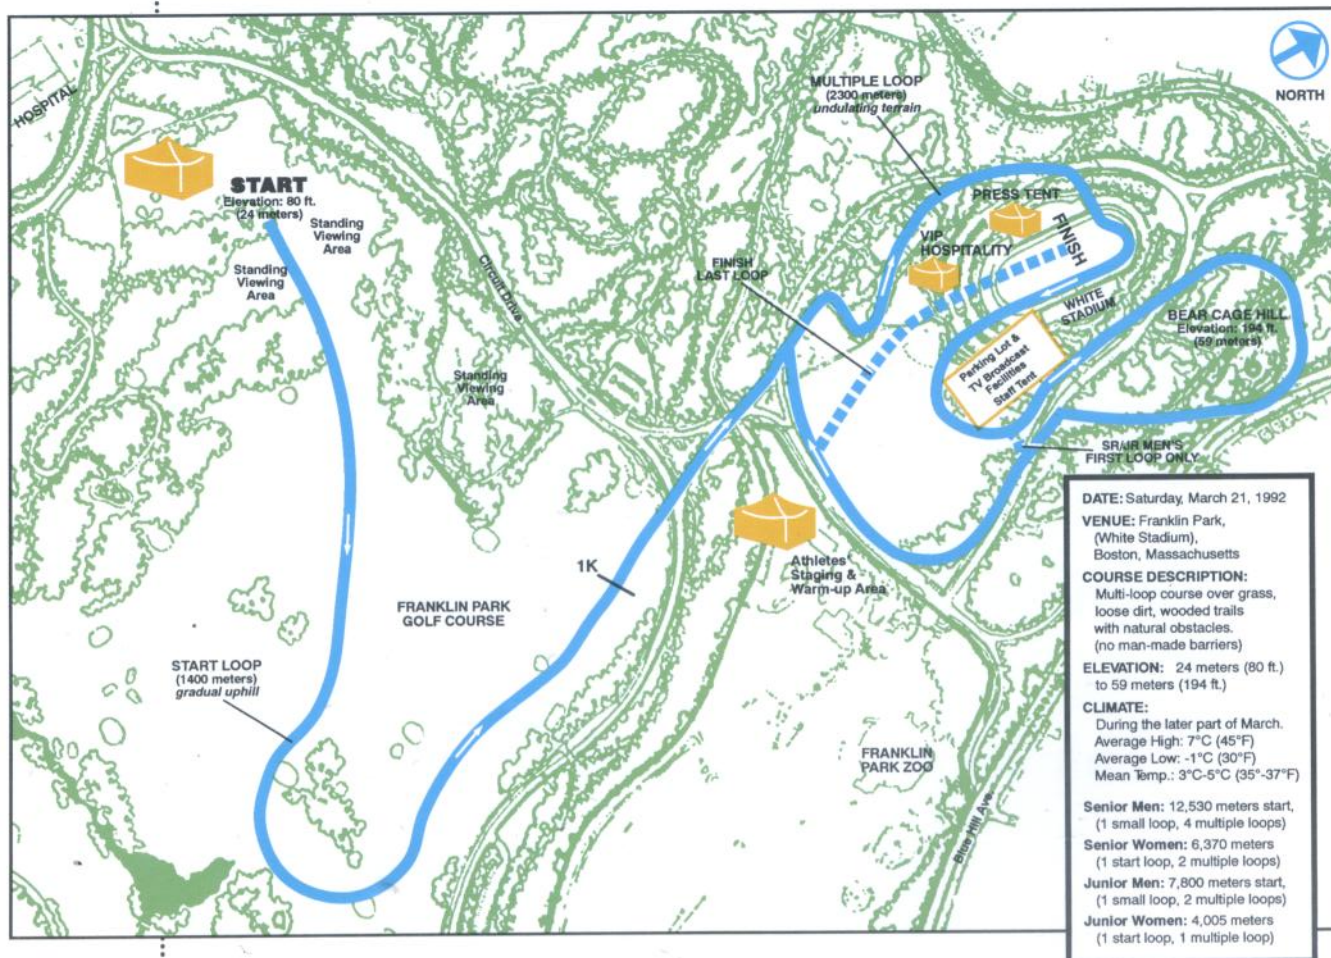 HOSPITAL
START
Elevation: 80 ft.
(24 meters)
Standing
Viewing
Area
Standing
Viewing
Area
Circuit Drive
Standing
Viewing
Area
MULTIPLE LOOP
(2300 meters)
undulating terrain
NORTH
PRESS TENT
FINISH
VIP
HOSPITALITY
FINISH
LAST LOOP
WHITE
STADIUM
BEAR CAGE HILL
Elevation: 194 ft.
(59 meters)
Parking Lot &
TV Broadcast
Facilities
Staff Tent
SR/JR MEN'S
FIRST LOOP ONLY
1K
Athletes'
Staging &
Warm-up Area
FRANKLIN PARK
GOLF COURSE
START LOOP
(1400 meters)
gradual uphill
FRANKLIN
PARK ZOO
Blue Hill Ave.
DATE: Saturday, March 21, 1992
VENUE: Franklin Park,
(White Stadium),
Boston, Massachusetts
COURSE DESCRIPTION:
Multi-loop course over grass,
loose dirt, wooded trails
with natural obstacles.
(no man-made barriers)
ELEVATION: 24 meters (80 ft.)
to 59 meters (194 ft.)
CLIMATE:
During the later part of March.
Average High: 7°C (45°F)
Average Low: -1°C (30°F)
Mean Temp.: 3°C-5°C (35°-37°F)
Senior Men: 12,530 meters start,
(1 small loop, 4 multiple loops)
Senior Women: 6,370 meters
(1 start loop, 2 multiple loops)
Junior Men: 7,800 meters start,
(1 small loop, 2 multiple loops)
Junior Women: 4,005 meters
(1 start loop, 1 multiple loop)